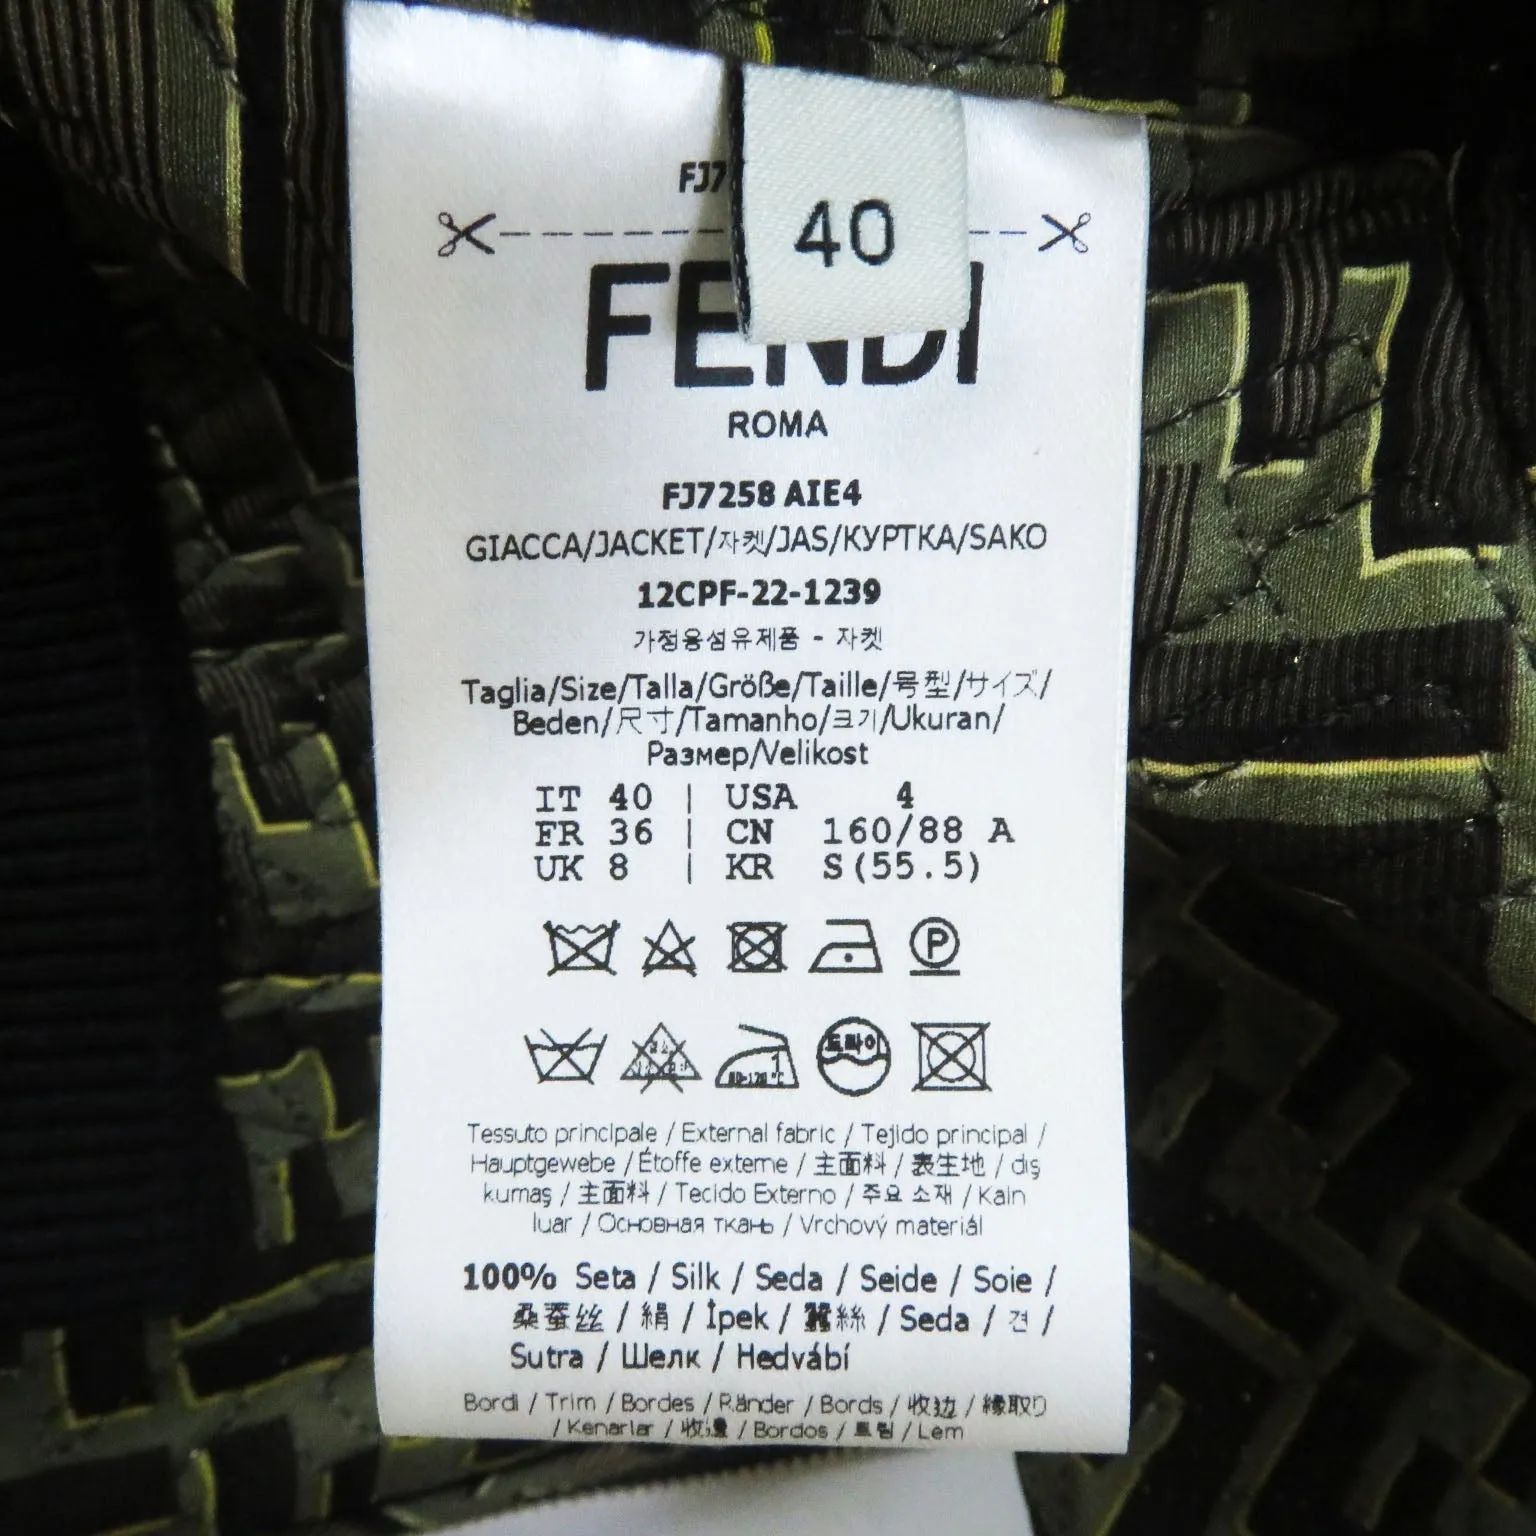 40
FJ7
FENDI
ROMA
FJ7258 AIE4
GIACCA/JACKET/자켓/JAS/КУРТКА/SAKO
12CPF-22-1239
가정용섬유제품 - 자켓
Taglia/Size/Talla/Größe/Taille/号型/サイズ/
Beden/尺寸/Tamanho/크기/Ukuran/
Размер/Velikost
IT 40 | USA 4
FR 36 | CN 160/88 A
UK 8 | KR S(55.5)
P
드라이
1
80-120°C
Tessuto principale / External fabric / Tejido principal /
Hauptgewebe / Étoffe externe / 主面料 / 表生地 / dış
kumaş / 主面料 / Tecido Externo / 주요 소재 / Kain
luar / Основная ткань / Vrchový materiál
100% Seta / Silk / Seda / Seide / Soie /
桑蚕丝 / 絹 / İpek / 蠶絲 / Seda / 견 /
Sutra / Шелк / Hedvábí
Bordi / Trim / Bordes / Ränder / Bords / 收边 / 縁取り
/ Kenarlar / 收邊 / Bordos / 트림 / Lem